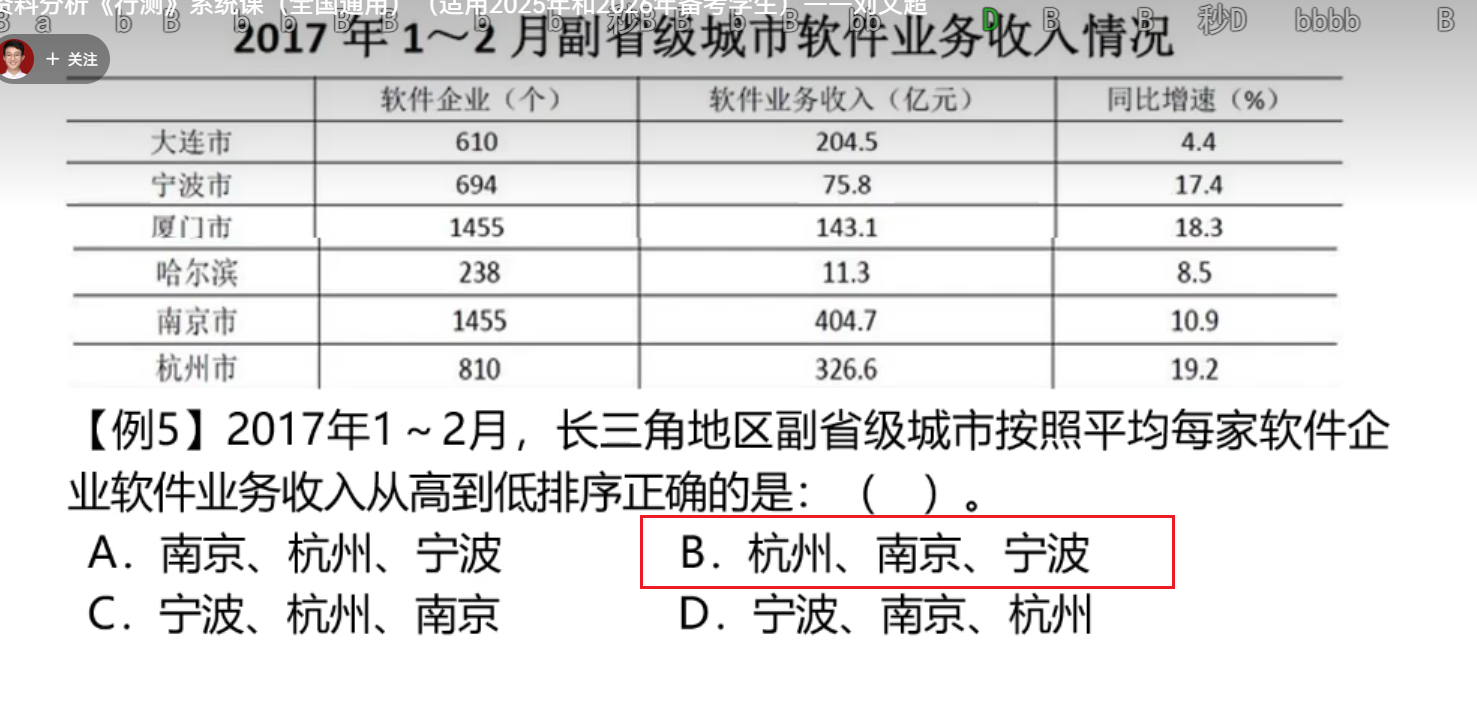 资料分析《行测》系统课（全国通用）（适用2025年和2026年备考学生）——刘文超
B a b B b b B B b b 秒B B b B bb D B B 秒D bbbb B
2017 年 1～2 月副省级城市软件业务收入情况
+ 关注
软件企业（个） 软件业务收入（亿元） 同比增速（%）
大连市 610 204.5 4.4
宁波市 694 75.8 17.4
厦门市 1455 143.1 18.3
哈尔滨 238 11.3 8.5
南京市 1455 404.7 10.9
杭州市 810 326.6 19.2
【例5】2017年1～2月，长三角地区副省级城市按照平均每家软件企
业软件业务收入从高到低排序正确的是：（ ）。
A．南京、杭州、宁波 B．杭州、南京、宁波
C．宁波、杭州、南京 D．宁波、南京、杭州